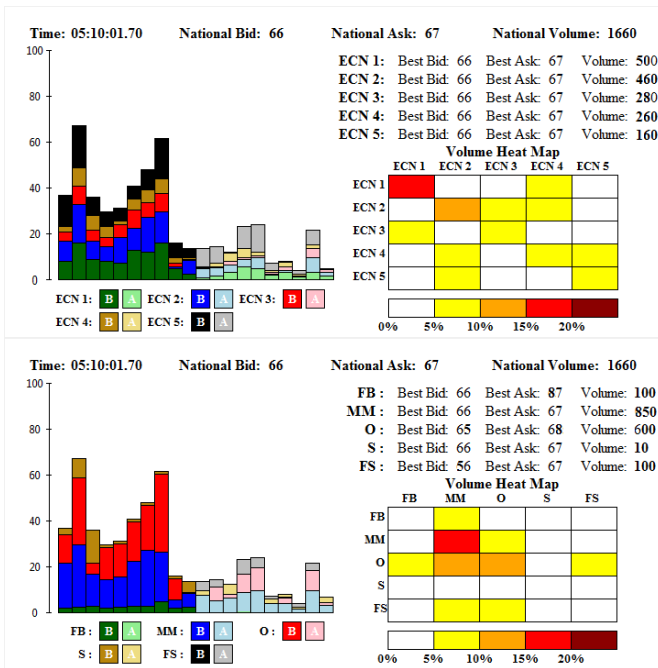 Time: 05:10:01.70 National Bid: 66 National Ask: 67 National Volume: 1660
100
80
60
40
20
0
ECN 1: Best Bid: 66 Best Ask: 67 Volume: 500
ECN 2: Best Bid: 66 Best Ask: 67 Volume: 460
ECN 3: Best Bid: 66 Best Ask: 67 Volume: 280
ECN 4: Best Bid: 66 Best Ask: 67 Volume: 260
ECN 5: Best Bid: 66 Best Ask: 67 Volume: 160
Volume Heat Map
ECN 1 ECN 2 ECN 3 ECN 4 ECN 5
ECN 1
ECN 2
ECN 3
ECN 4
ECN 5
0% 5% 10% 15% 20%
ECN 1: B A ECN 2: B A ECN 3: B A
ECN 4: B A ECN 5: B A
Time: 05:10:01.70 National Bid: 66 National Ask: 67 National Volume: 1660
100
80
60
40
20
0
FB : Best Bid: 66 Best Ask: 87 Volume: 100
MM : Best Bid: 66 Best Ask: 67 Volume: 850
O : Best Bid: 65 Best Ask: 68 Volume: 600
S : Best Bid: 66 Best Ask: 67 Volume: 10
FS : Best Bid: 56 Best Ask: 67 Volume: 100
Volume Heat Map
FB MM O S FS
FB
MM
O
S
FS
0% 5% 10% 15% 20%
FB : B A MM : B A O : B A
S : B A FS : B A